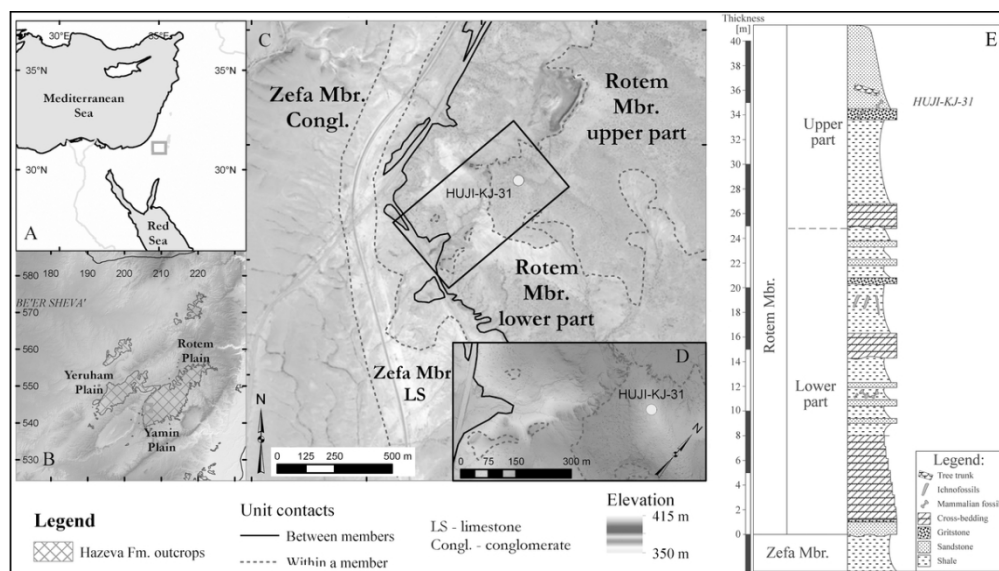 A
30°E
35°E
35°N
35°N
30°N
30°N
Mediterranean
Sea
Red
Sea
190
200
210
220
B
BE'ER SHEVA'
580
570
560
550
540
530
Rotem
Plain
Yeruham
Plain
Yamin
Plain
C
Zefa Mbr.
Congl.
Rotem
Mbr.
upper part
HUJI-KJ-31
Rotem
Mbr.
lower part
Zefa Mbr
LS
N
0
125
250
500 m
D
HUJI-KJ-31
N
0
75
150
300 m
Legend
Hazeva Fm. outcrops
Unit contacts
Between members
Within a member
LS - limestone
Congl. - conglomerate
Elevation
415 m
350 m
E
Thickness
[m]
40
38
36
34
32
30
28
26
24
22
20
18
16
14
12
10
8
6
4
2
0
HUJI-KJ-31
Upper
part
Rotem Mbr.
Lower
part
Zefa Mbr.
Legend:
Tree trunk
Ichnofossils
Mammalian fossil
Cross-bedding
Gritstone
Sandstone
Shale